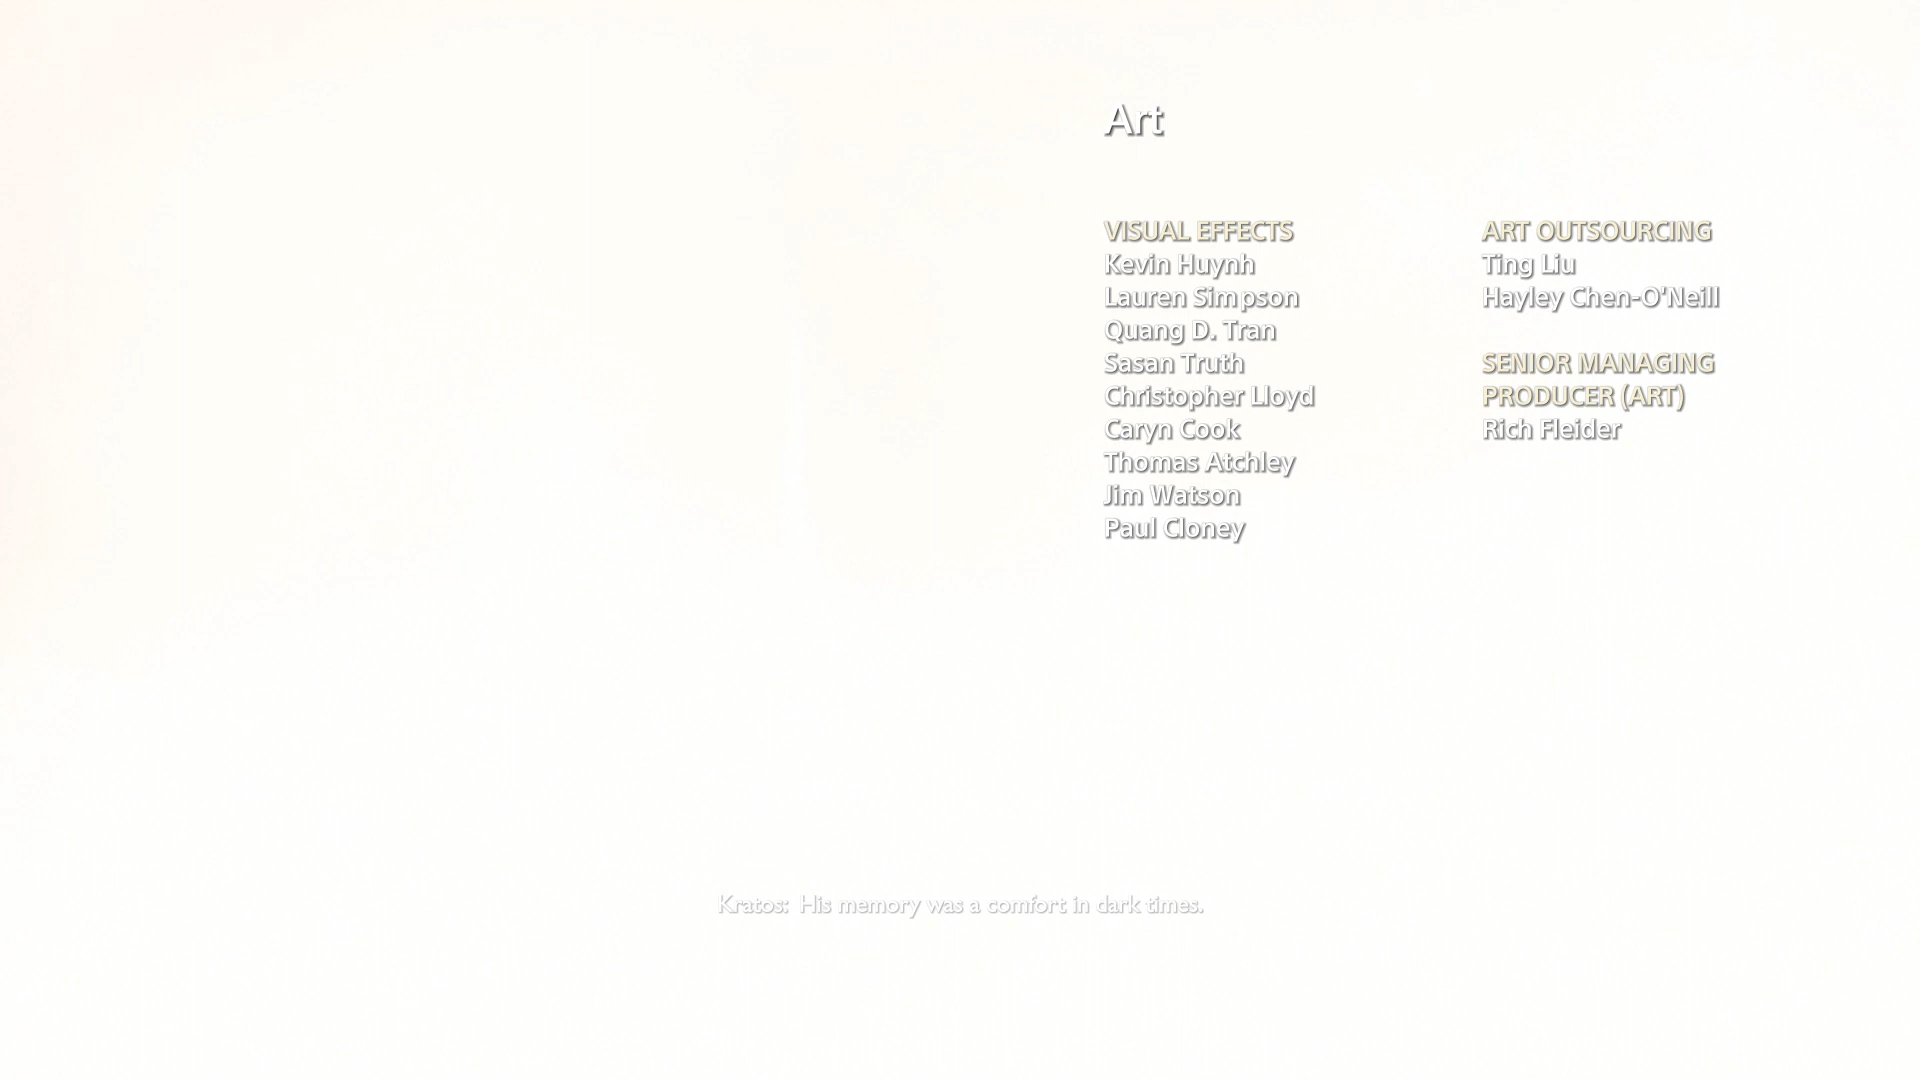 Art
VISUAL EFFECTS
Kevin Huynh
Lauren Simpson
Quang D. Tran
Sasan Truth
Christopher Lloyd
Caryn Cook
Thomas Atchley
Jim Watson
Paul Cloney
ART OUTSOURCING
Ting Liu
Hayley Chen-O'Neill
SENIOR MANAGING
PRODUCER (ART)
Rich Fleider
Kratos: His memory was a comfort in dark times.